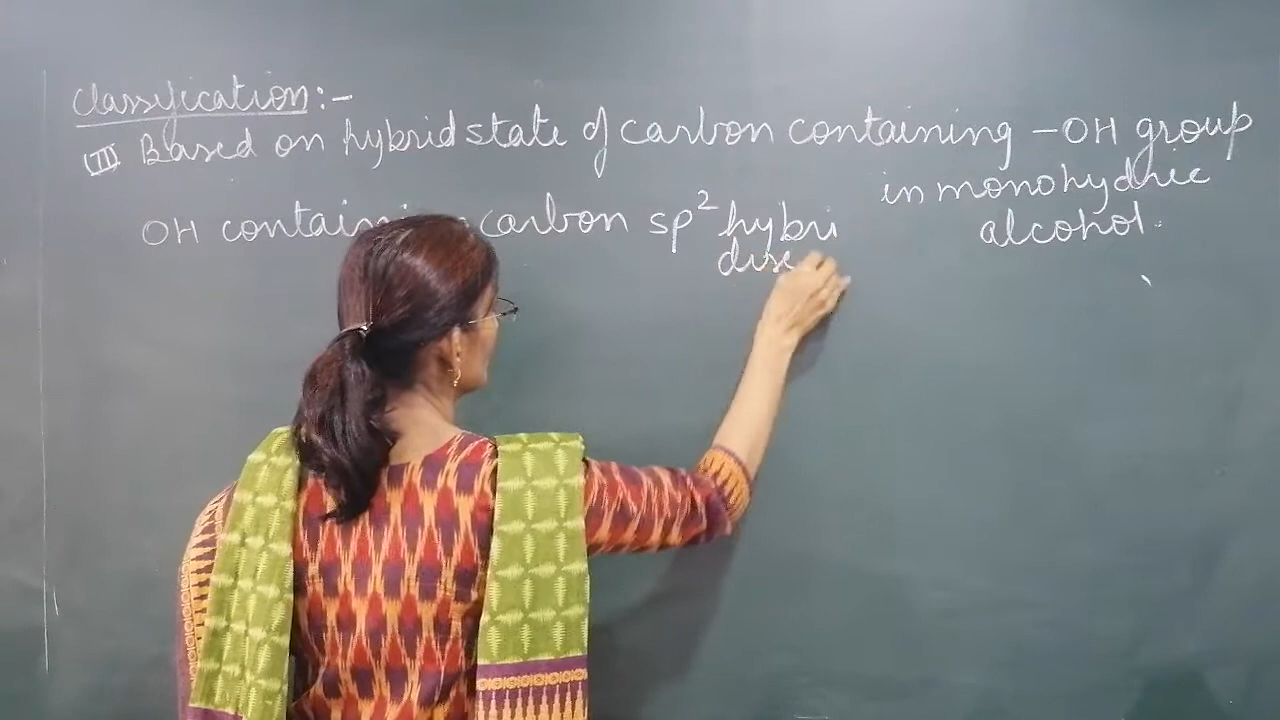 Classification:-
(III) Based on hybrid state of carbon containing -OH group
in monohydric
alcohol.
OH carbon sp² hybri
dise